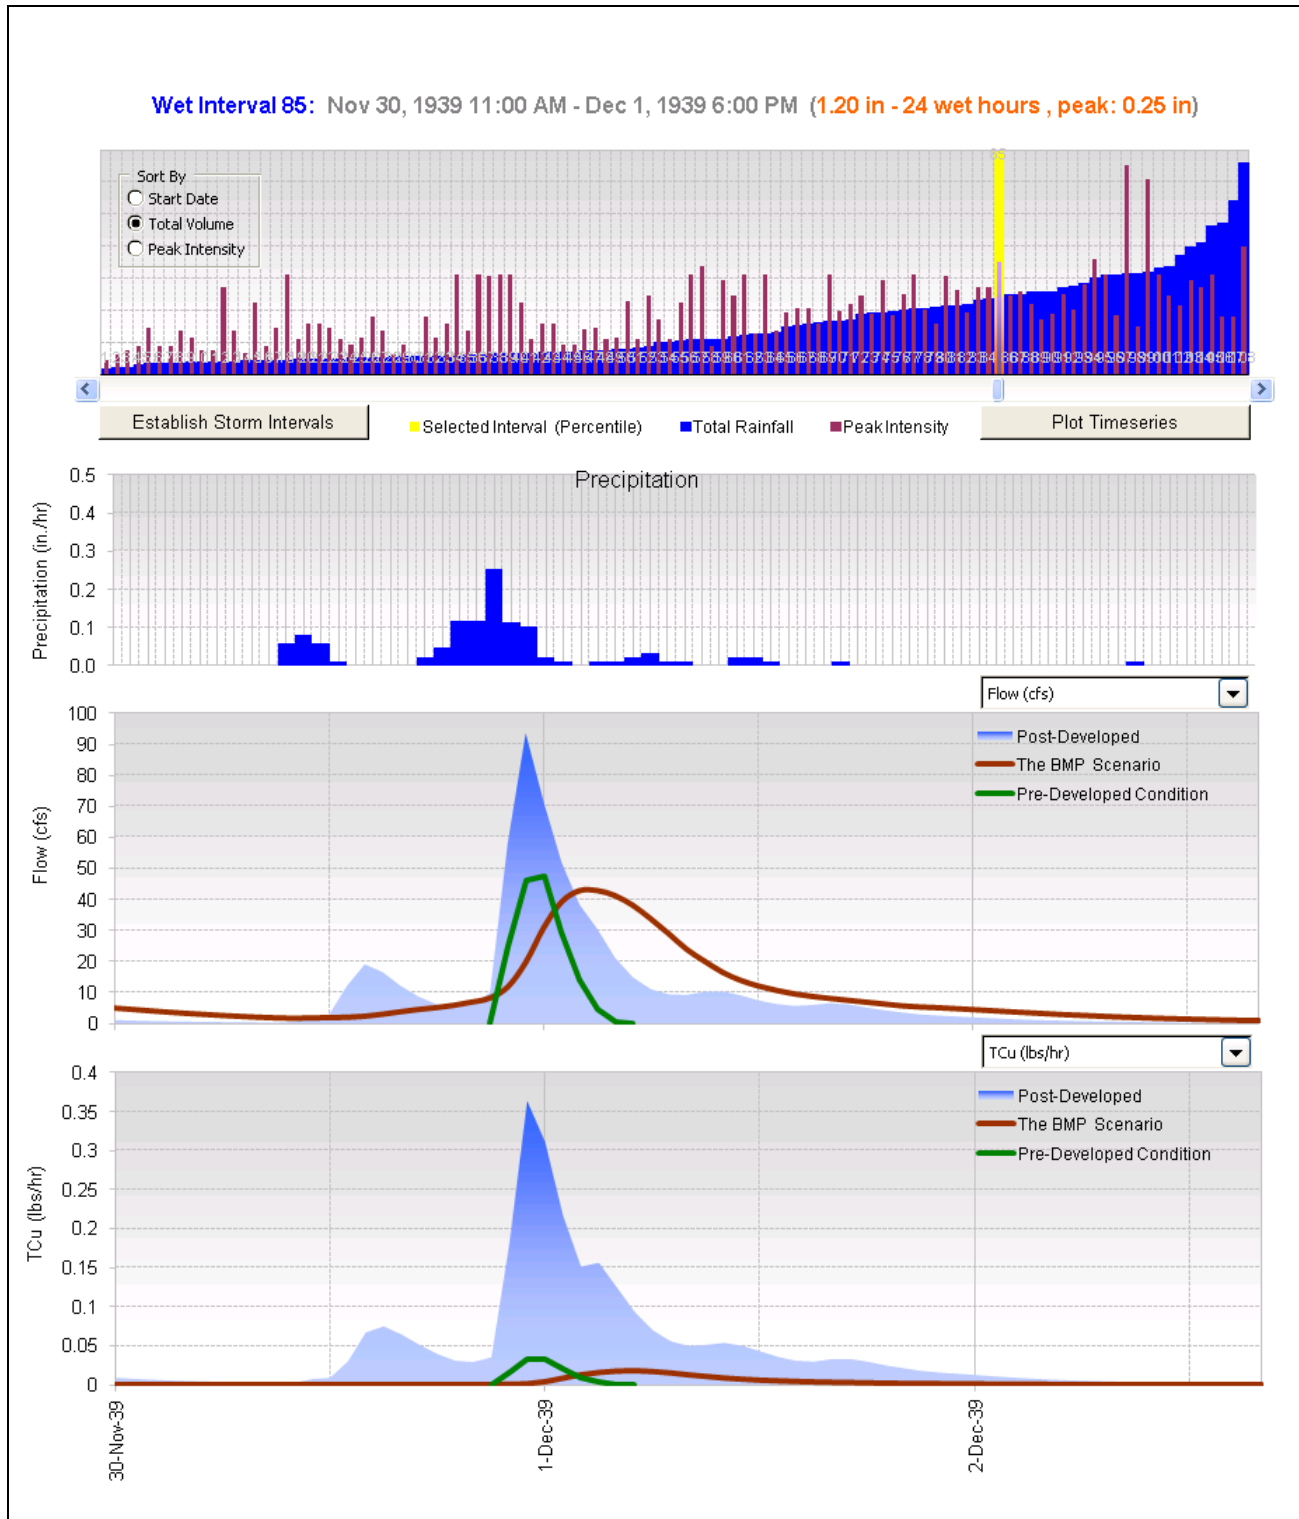 Wet Interval 85: Nov 30, 1939 11:00 AM - Dec 1, 1939 6:00 PM (1.20 in - 24 wet hours , peak: 0.25 in)
85
Sort By
Start Date
Total Volume
Peak Intensity
Establish Storm Intervals
Selected Interval (Percentile)
Total Rainfall
Peak Intensity
Plot Timeseries
Precipitation
Precipitation (in./hr)
0.5
0.4
0.3
0.2
0.1
0.0
Flow (cfs)
Flow (cfs)
100
90
80
70
60
50
40
30
20
10
0
Post-Developed
The BMP Scenario
Pre-Developed Condition
TCu (lbs/hr)
TCu (lbs/hr)
0.4
0.35
0.3
0.25
0.2
0.15
0.1
0.05
0
Post-Developed
The BMP Scenario
Pre-Developed Condition
30-Nov-39
1-Dec-39
2-Dec-39